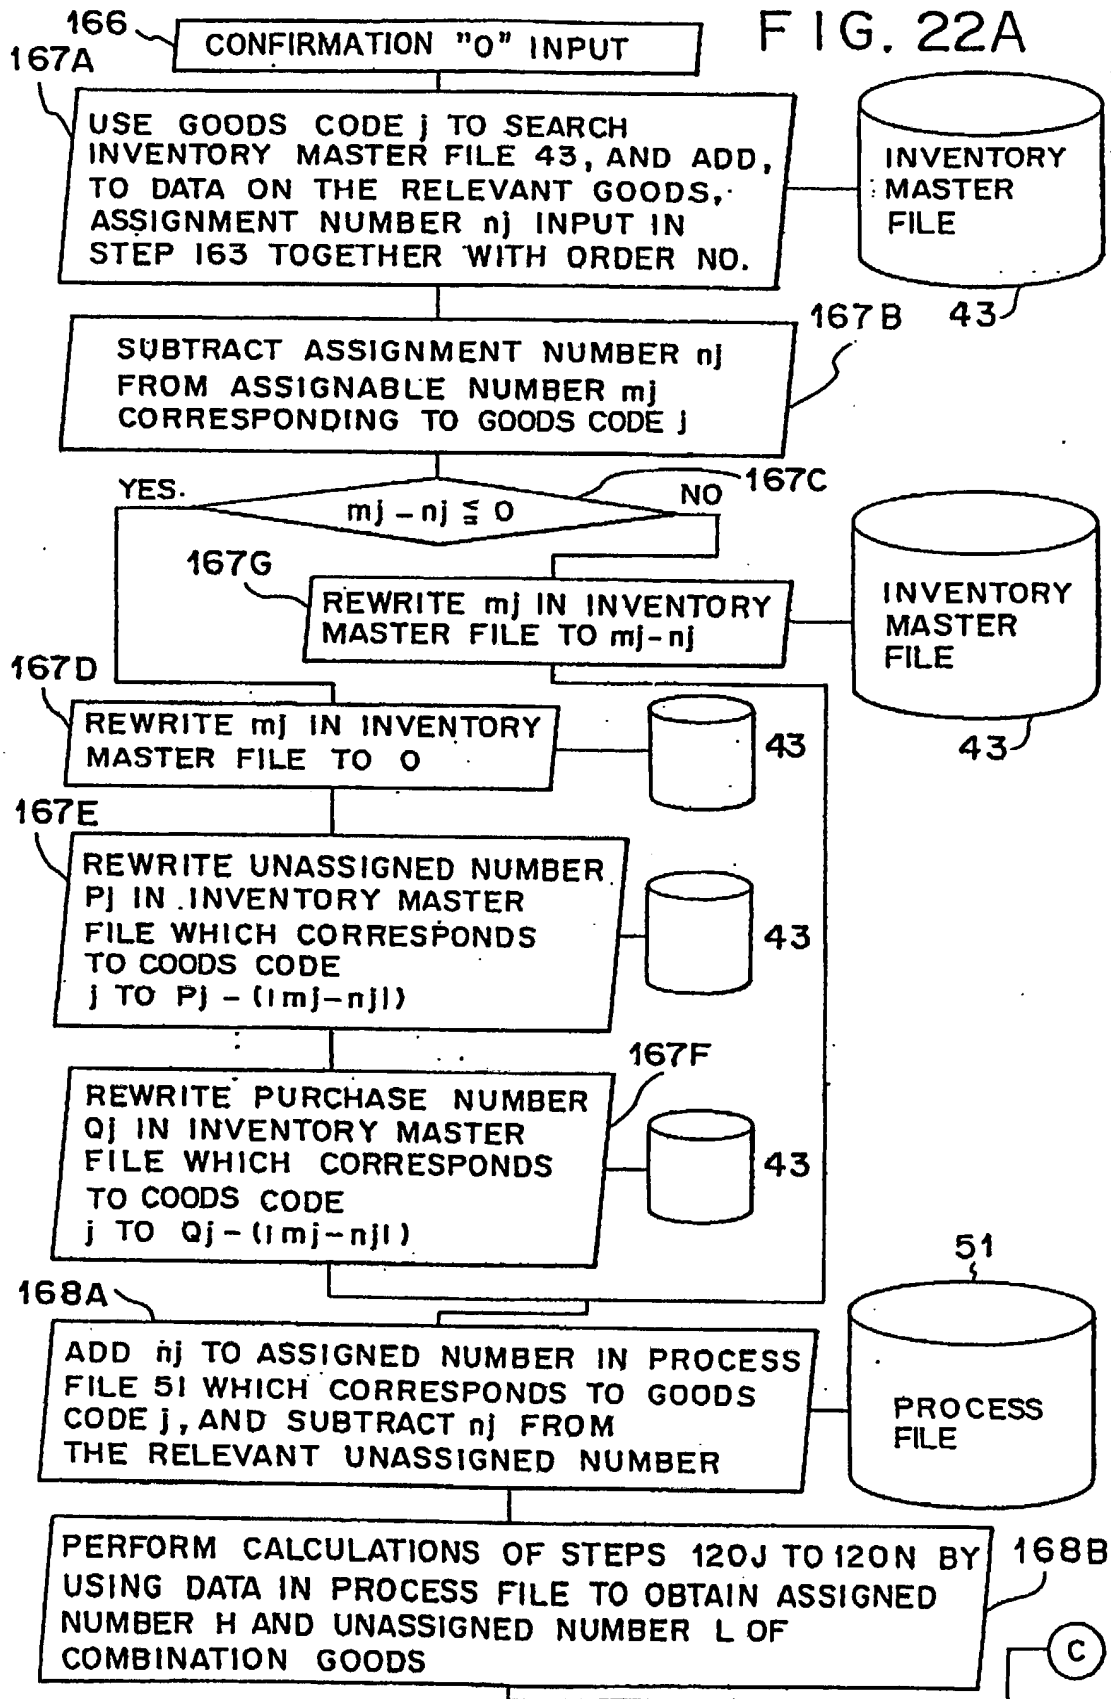 FIG. 22A
166
CONFIRMATION "O" INPUT
167A
USE GOODS CODE j TO SEARCH
INVENTORY MASTER FILE 43, AND ADD,
TO DATA ON THE RELEVANT GOODS,
ASSIGNMENT NUMBER nj INPUT IN
STEP 163 TOGETHER WITH ORDER NO.
INVENTORY
MASTER
FILE
43
167B
SUBTRACT ASSIGNMENT NUMBER nj
FROM ASSIGNABLE NUMBER mj
CORRESPONDING TO GOODS CODE j
167C
YES.
mj - nj ≦ 0
NO
167G
REWRITE mj IN INVENTORY
MASTER FILE TO mj-nj
INVENTORY
MASTER
FILE
43
167D
REWRITE mj IN INVENTORY
MASTER FILE TO O
43
167E
REWRITE UNASSIGNED NUMBER
Pj IN INVENTORY MASTER
FILE WHICH CORRESPONDS
TO COODS CODE
j TO Pj - (|mj-nj|)
43
167F
REWRITE PURCHASE NUMBER
Qj IN INVENTORY MASTER
FILE WHICH CORRESPONDS
TO COODS CODE
j TO Qj - (|mj-nj|)
43
168A
ADD nj TO ASSIGNED NUMBER IN PROCESS
FILE 51 WHICH CORRESPONDS TO GOODS
CODE j, AND SUBTRACT nj FROM
THE RELEVANT UNASSIGNED NUMBER
51
PROCESS
FILE
168B
PERFORM CALCULATIONS OF STEPS 120J TO 120N BY
USING DATA IN PROCESS FILE TO OBTAIN ASSIGNED
NUMBER H AND UNASSIGNED NUMBER L OF
COMBINATION GOODS
C